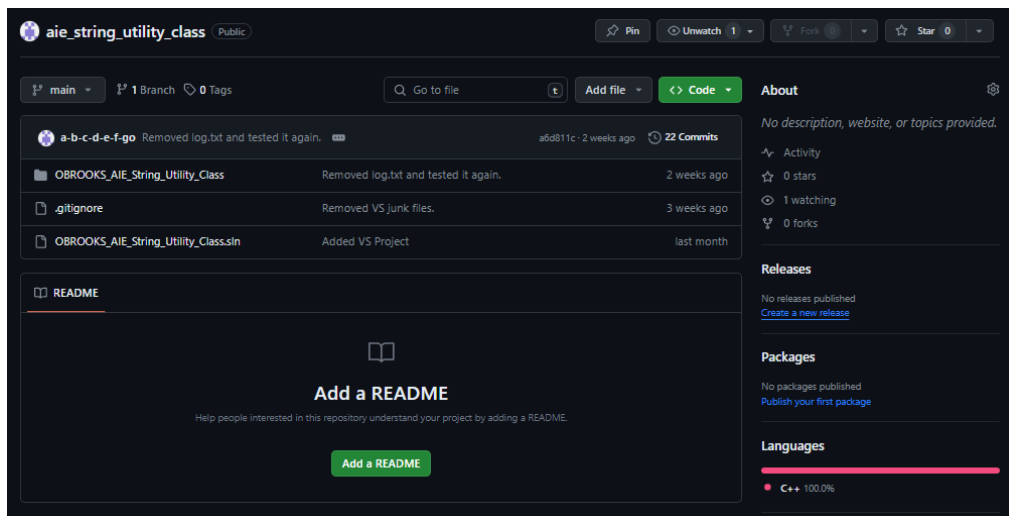 aie_string_utility_class Public
Pin
Unwatch 1
Fork 0
Star 0
main
1 Branch
0 Tags
Go to file
t
Add file
<> Code
a-b-c-d-e-f-go Removed log.txt and tested it again.
a6d811c · 2 weeks ago
22 Commits
OBROOKS_AIE_String_Utility_Class Removed log.txt and tested it again. 2 weeks ago
.gitignore Removed VS junk files. 3 weeks ago
OBROOKS_AIE_String_Utility_Class.sln Added VS Project last month
README
Add a README
Help people interested in this repository understand your project by adding a README.
Add a README
About
No description, website, or topics provided.
Activity
0 stars
1 watching
0 forks
Releases
No releases published
Create a new release
Packages
No packages published
Publish your first package
Languages
C++ 100.0%